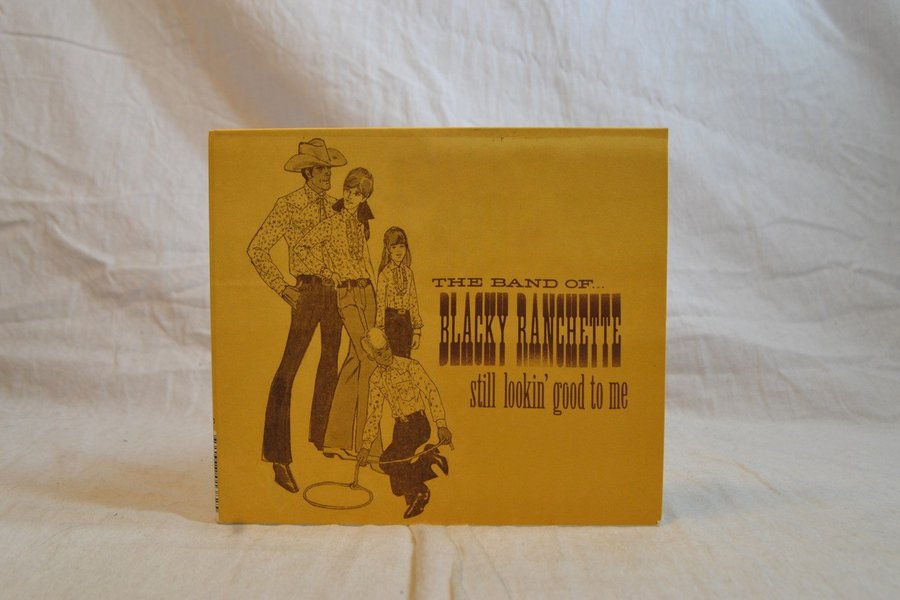 THE BAND OF...
BLACKY RANCHETTE
still lookin' good to me